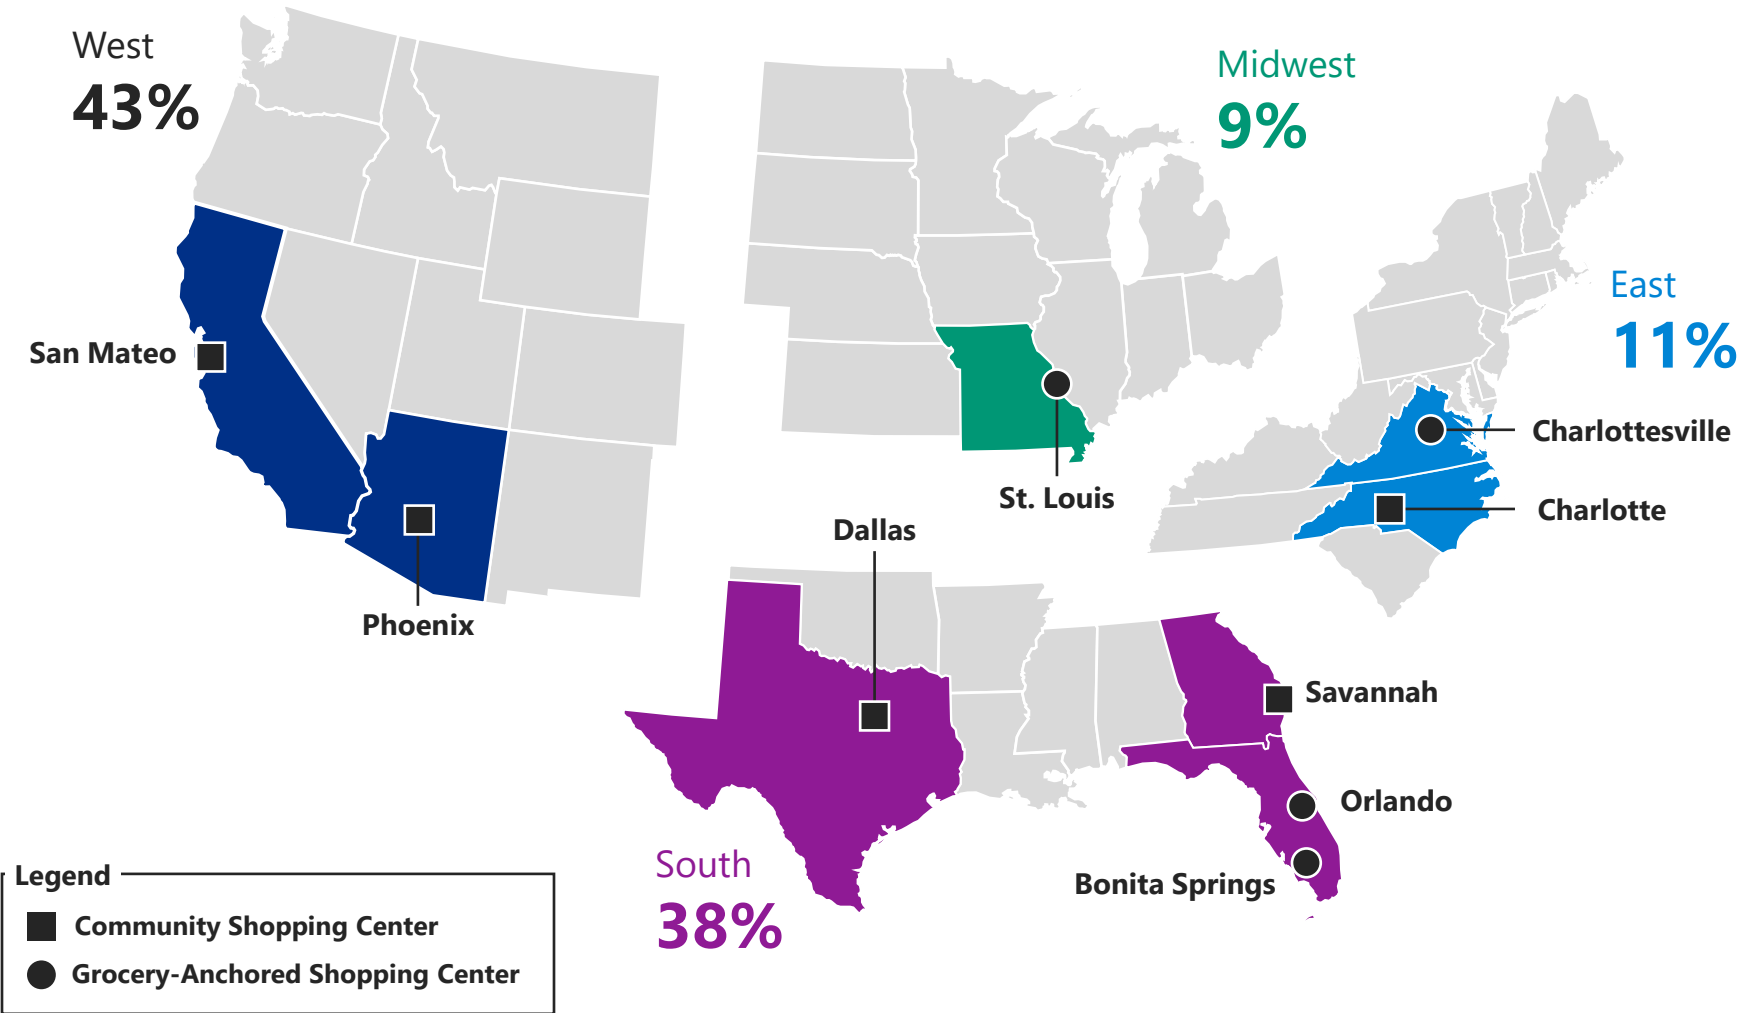 West
43%
Midwest
9%
East
11%
San Mateo
Charlottesville
St. Louis
Charlotte
Dallas
Phoenix
Savannah
Orlando
South
38%
Bonita Springs
Legend
Community Shopping Center
Grocery-Anchored Shopping Center